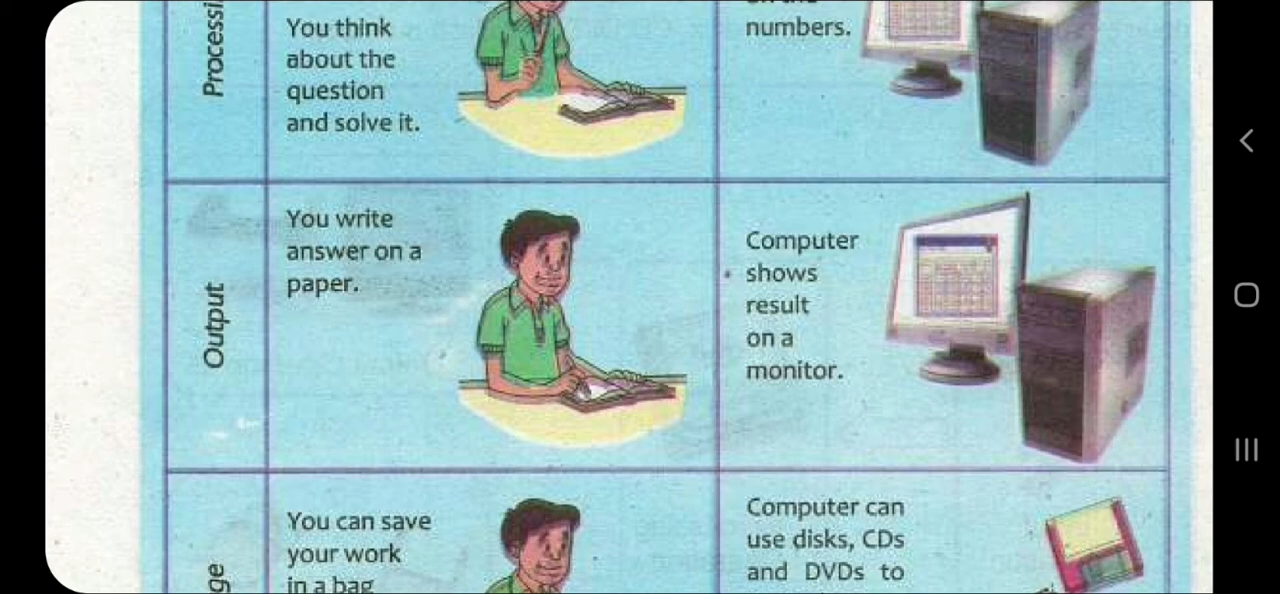 Processi
You think
about the
question
and solve it.
numbers.
Output
You write
answer on a
paper.
Computer
shows
result
on a
monitor.
ge
You can save
your work
in a bag
Computer can
use disks, CDs
and DVDs to